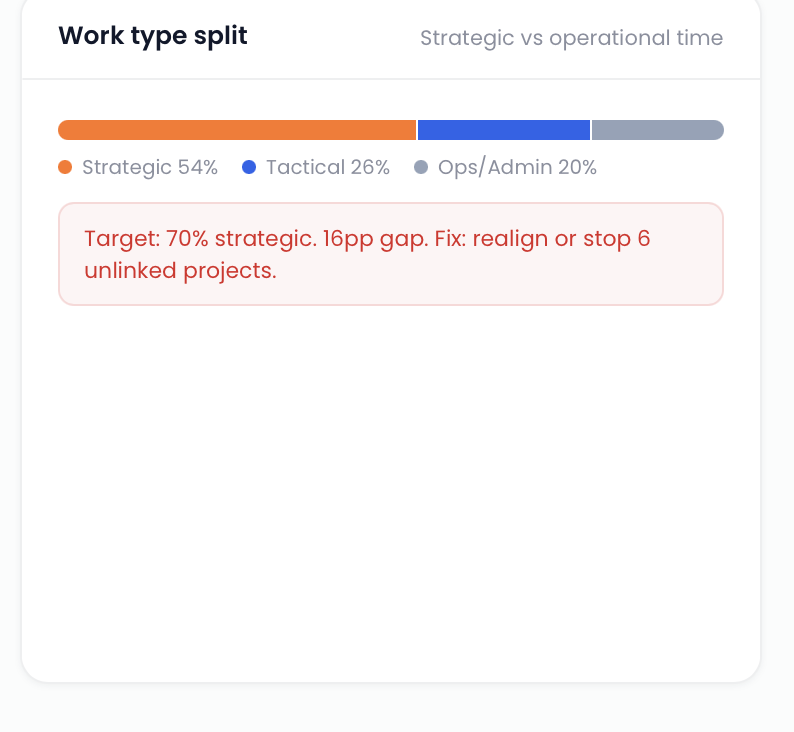 Work type split
Strategic vs operational time
Strategic 54%
Tactical 26%
Ops/Admin 20%
Target: 70% strategic. 16pp gap. Fix: realign or stop 6
unlinked projects.